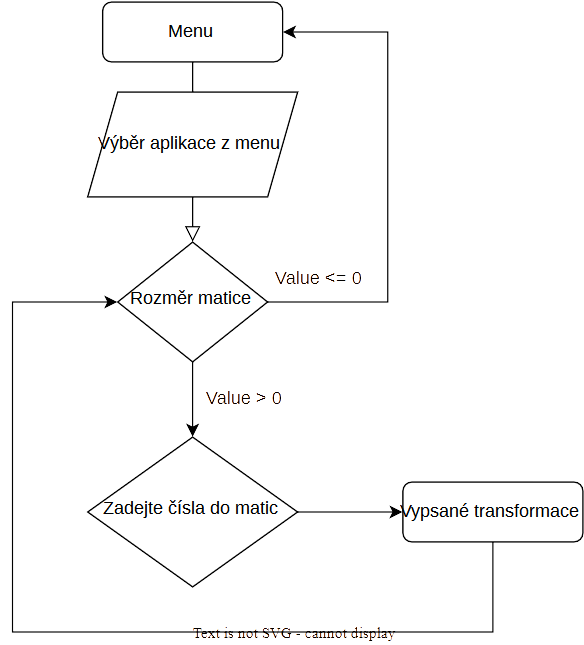 Menu
Výběr aplikace z menu
Value <= 0
Rozměr matice
Value > 0
Zadejte čísla do matic
Vypsané transformace
Text is not SVG - cannot display